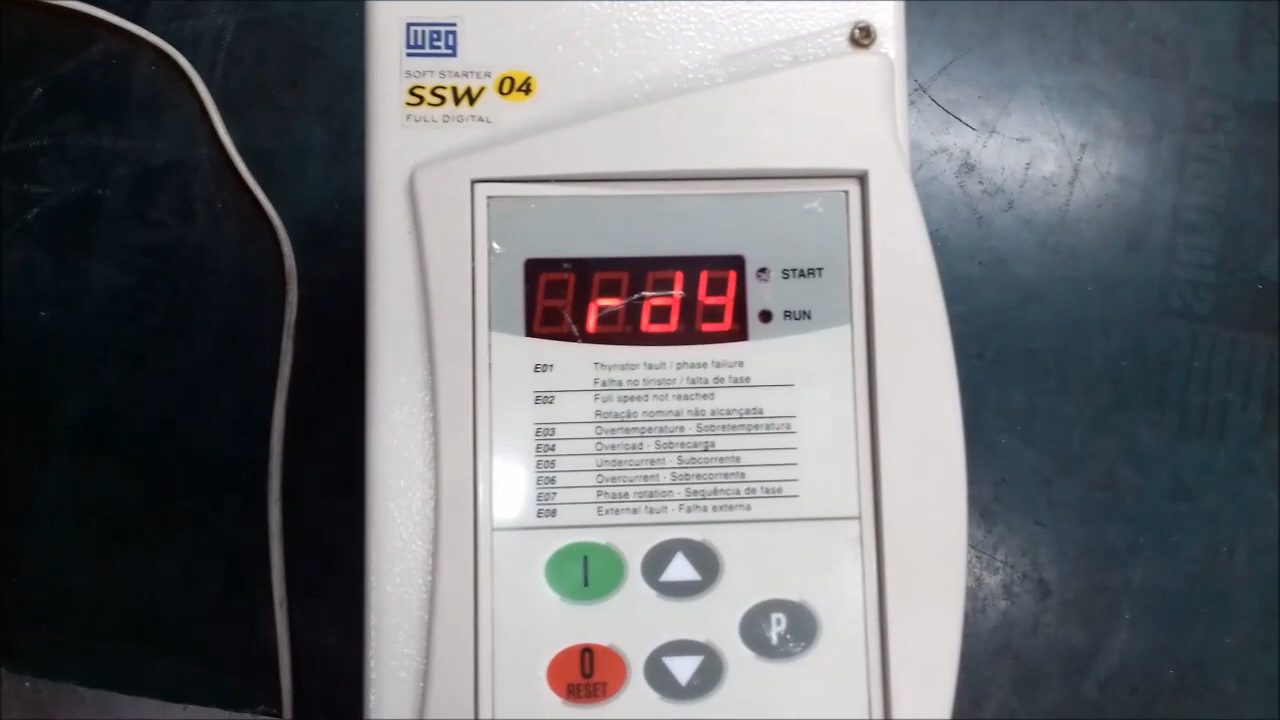 WEG
SOFT-STARTER
SSW 04
FULL DIGITAL
rdy
START
RUN
E01 Thyristor fault / phase failure
Falha no tiristor / falta de fase
E02 Full speed not reached
Rotação nominal não alcançada
E03 Overtemperature - Sobretemperatura
E04 Overload - Sobrecarga
E05 Undercurrent - Subcorrente
E06 Overcurrent - Sobrecorrente
E07 Phase rotation - Sequência de fase
E08 External fault - Falha externa
I
P
0
RESET